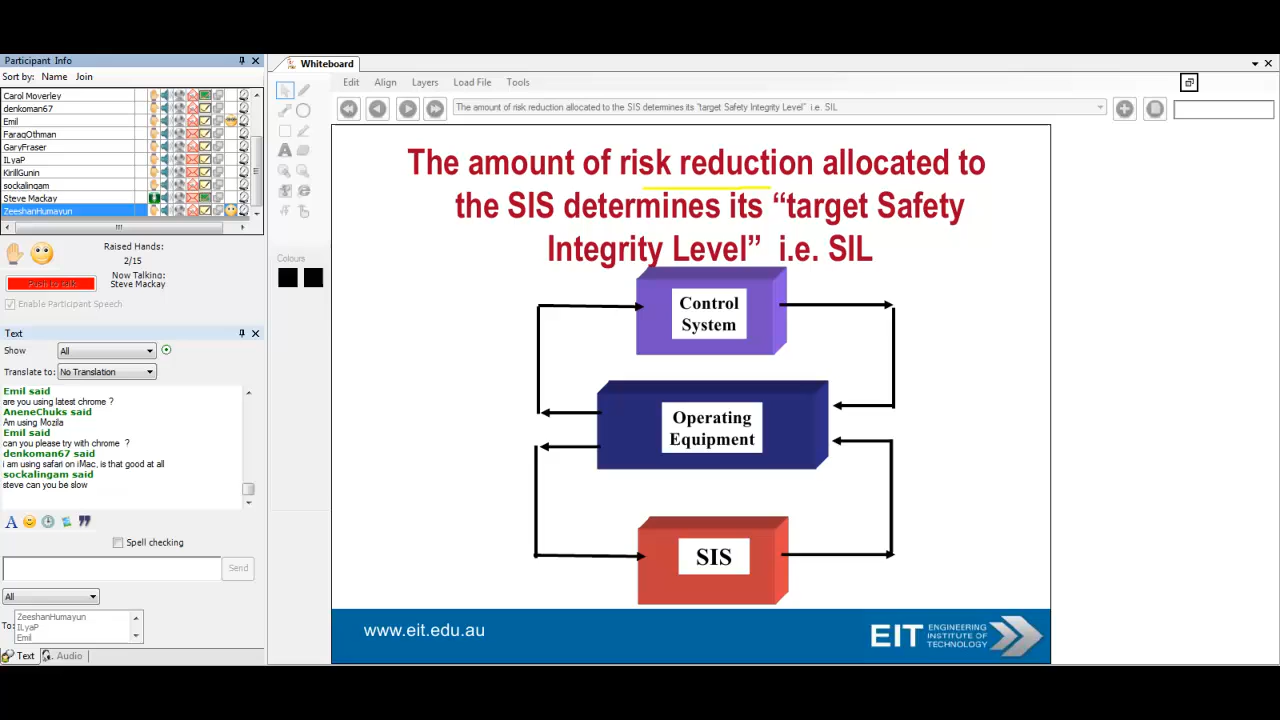 Participant Info
Sort by: Name Join
Carol Moverley
denkoman67
Emil
FaraqOthman
GaryFraser
ILyaP
KirillGunin
sockalingam
Steve Mackay
ZeeshanHumayun
Raised Hands:
2/15
Now Talking:
Steve Mackay
Push to talk
Enable Participant Speech
Text
Show All
Translate to: No Translation
Emil said
are you using latest chrome ?
AneneChuks said
Am using Mozila
Emil said
can you please try with chrome ?
denkoman67 said
i am using safari on iMac, is that good at all
sockalingam said
steve can you be slow
Spell checking
Send
All
To:
ZeeshanHumayun
ILyaP
Emil
Text Audio
Whiteboard
Edit Align Layers Load File Tools
The amount of risk reduction allocated to the SIS determines its "target Safety Integrity Level" i.e. SIL
Colours
The amount of risk reduction allocated to
the SIS determines its “target Safety
Integrity Level” i.e. SIL
Control
System
Operating
Equipment
SIS
www.eit.edu.au
EIT
ENGINEERING
INSTITUTE OF
TECHNOLOGY